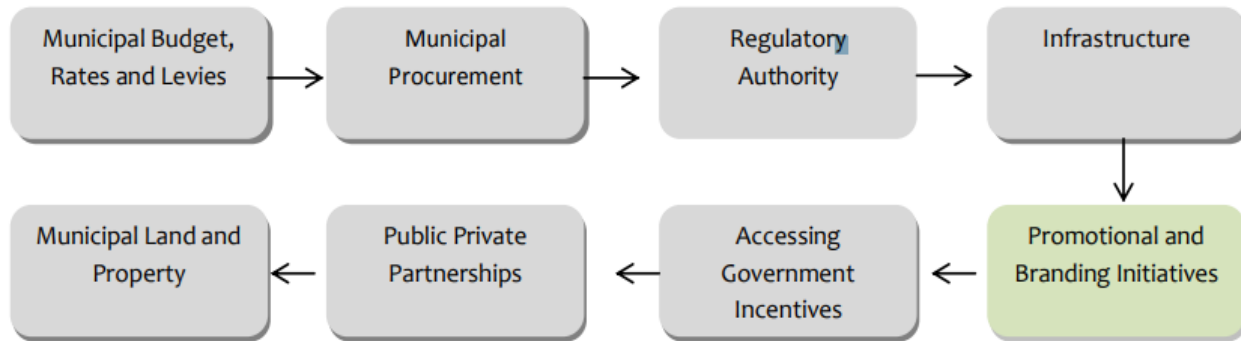 Municipal Budget,
Rates and Levies
Municipal
Procurement
Regulatory
Authority
Infrastructure
Promotional and
Branding Initiatives
Accessing
Government
Incentives
Public Private
Partnerships
Municipal Land and
Property